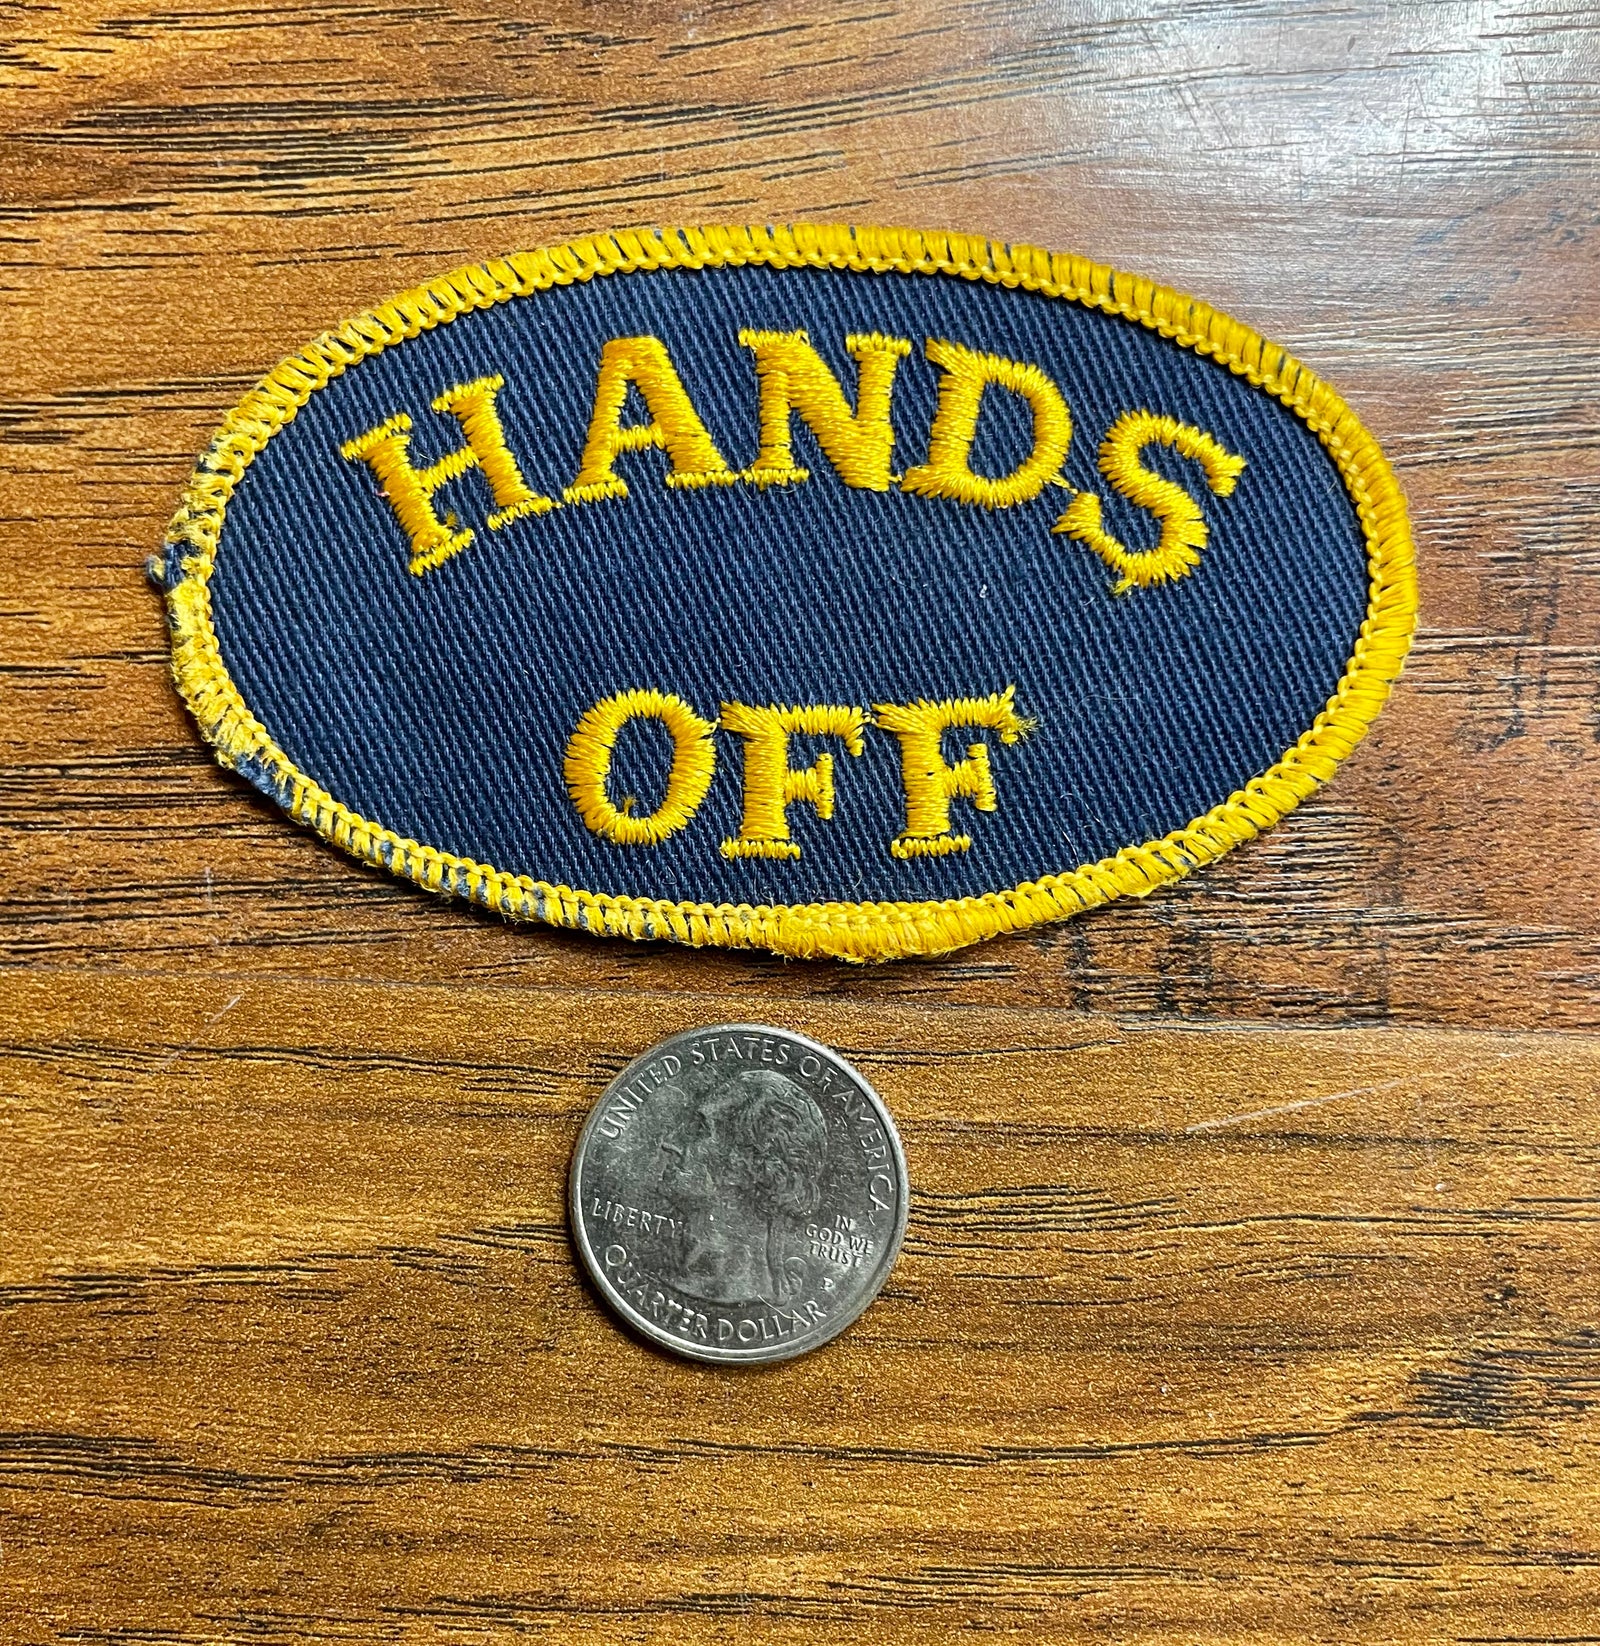 HANDS
OFF
UNITED STATES OF AMERICA
LIBERTY
IN
GOD WE
TRUST
P
QUARTER DOLLAR